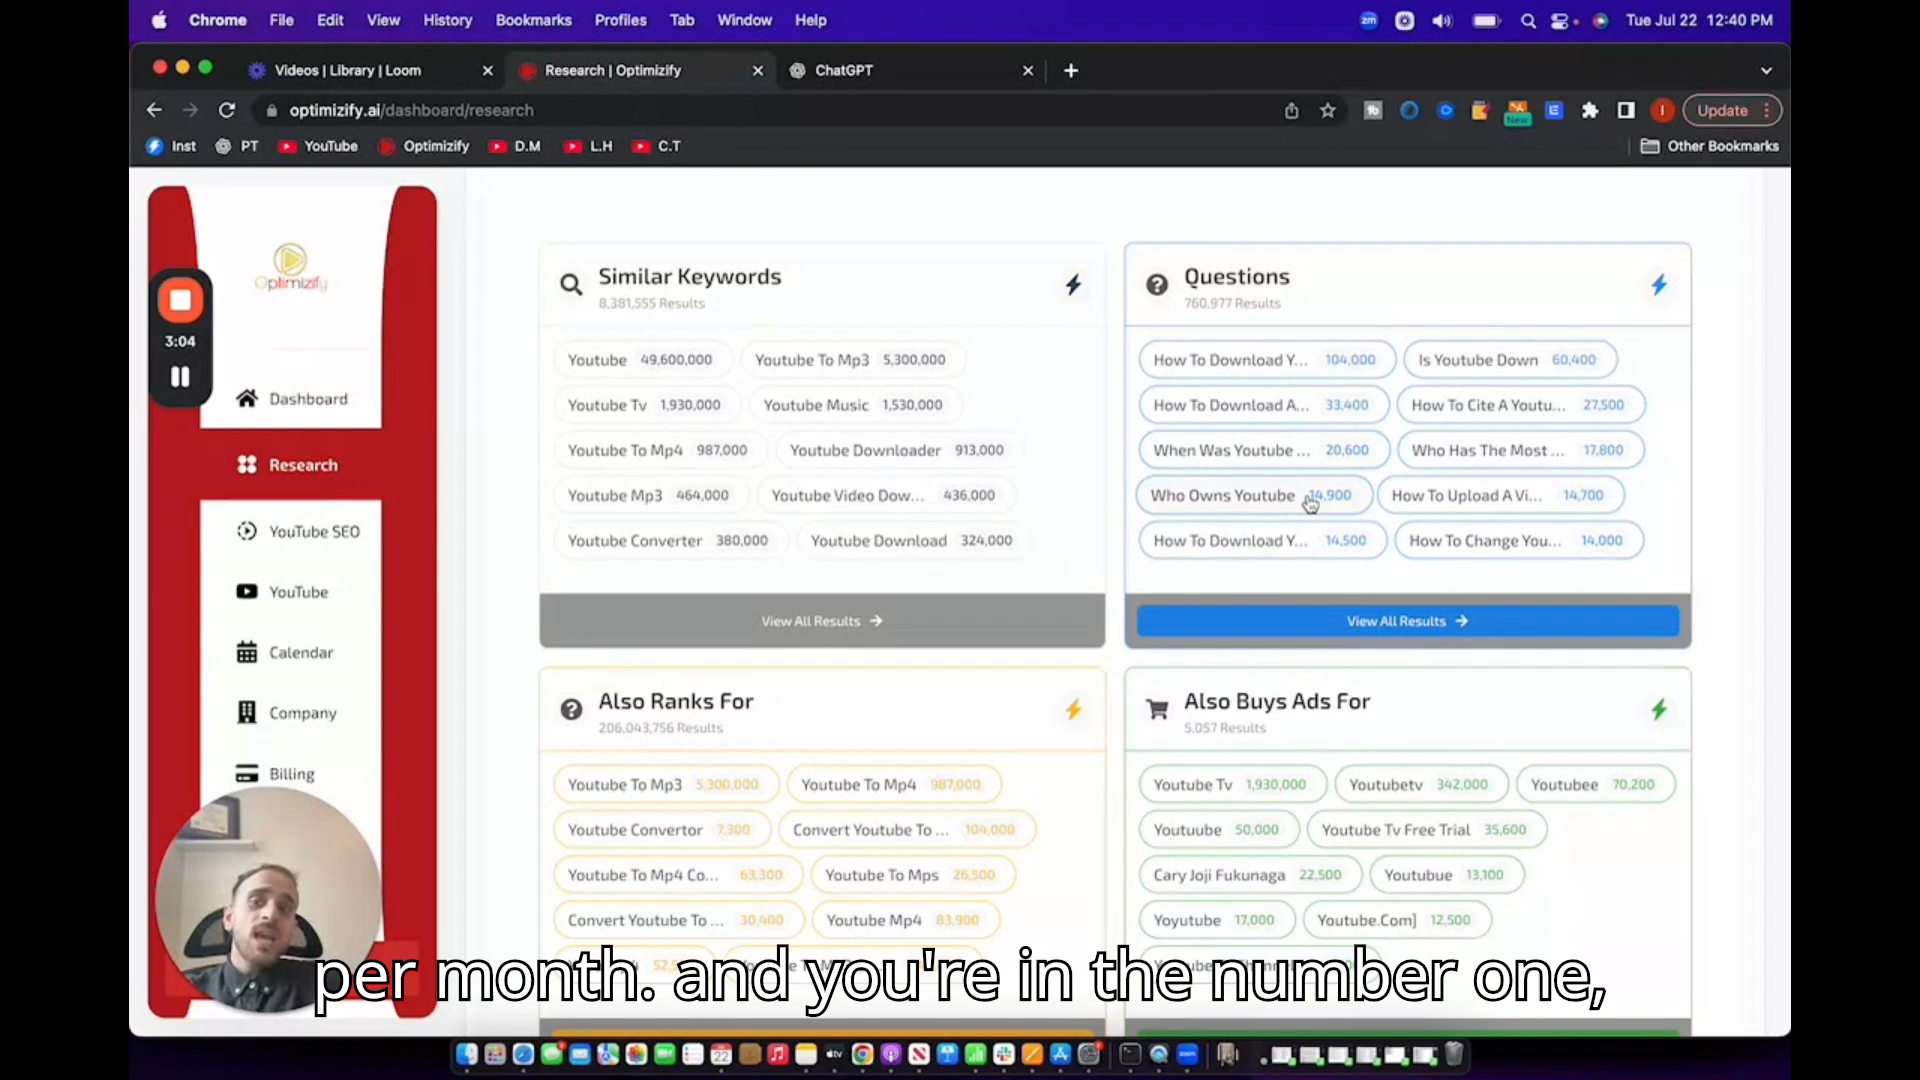 Chrome File Edit View History Bookmarks Profiles Tab Window Help
zm
Tue Jul 22 12:40 PM
Videos | Library | Loom
Research | Optimizify
ChatGPT
optimizify.ai/dashboard/research
New
Update
Inst PT YouTube Optimizify D.M L.H C.T
Other Bookmarks
Optimizify
3:04
Dashboard
Research
YouTube SEO
YouTube
Calendar
Company
Billing
Similar Keywords
8,381,555 Results
Youtube 49,600,000 Youtube To Mp3 5,300,000
Youtube Tv 1,930,000 Youtube Music 1,530,000
Youtube To Mp4 987,000 Youtube Downloader 913,000
Youtube Mp3 464,000 Youtube Video Dow... 436,000
Youtube Converter 380,000 Youtube Download 324,000
View All Results →
Questions
760,977 Results
How To Download Y... 104,000 Is Youtube Down 60,400
How To Download A... 33,400 How To Cite A Youtu... 27,500
When Was Youtube ... 20,600 Who Has The Most ... 17,800
Who Owns Youtube 14,900 How To Upload A Vi... 14,700
How To Download Y... 14,500 How To Change You... 14,000
View All Results →
Also Ranks For
206,043,756 Results
Youtube To Mp3 5,300,000 Youtube To Mp4 987,000
Youtube Convertor 7,300 Convert Youtube To ... 104,000
Youtube To Mp4 Co... 63,300 Youtube To Mps 26,500
Convert Youtube To ... 30,400 Youtube Mp4 83,900
Also Buys Ads For
5,057 Results
Youtube Tv 1,930,000 Youtubetv 342,000 Youtubee 70,200
Youtuube 50,000 Youtube Tv Free Trial 35,600
Cary Joji Fukunaga 22,500 Youtubue 13,100
Yoyutube 17,000 Youtube.Com] 12,500
per month. and you're in the number one,